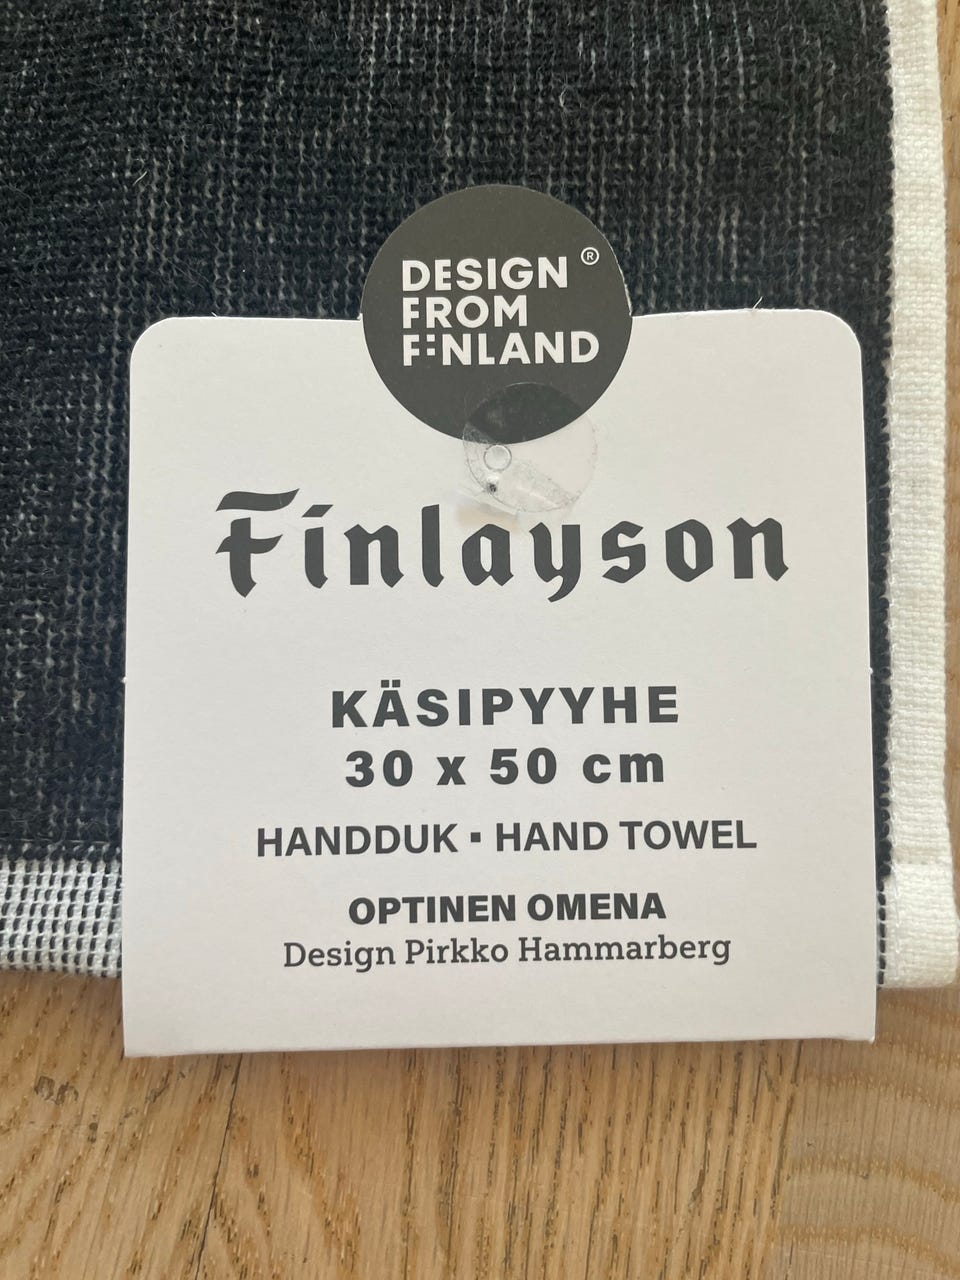 DESIGN ®
FROM
FINLAND
Finlayson
KÄSIPYYHE
30 x 50 cm
HANDDUK ▪ HAND TOWEL
OPTINEN OMENA
Design Pirkko Hammarberg